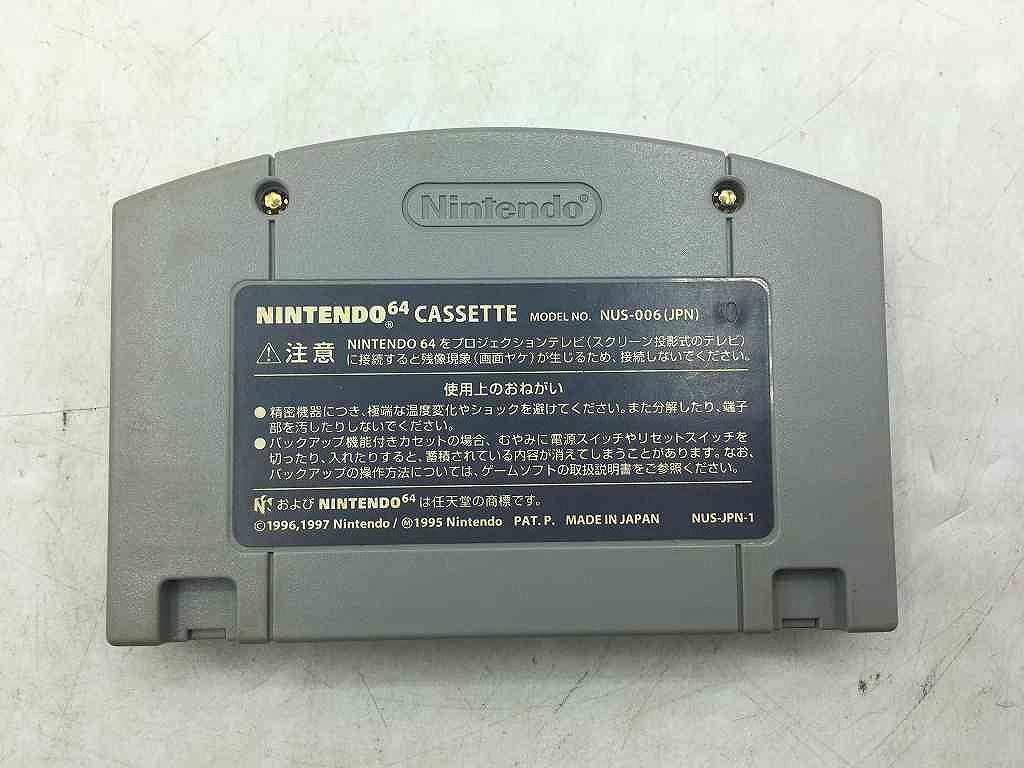 Nintendo®
NINTENDO64® CASSETTE MODEL NO. NUS-006(JPN)
⚠注意 NINTENDO 64をプロジェクションテレビ(スクリーン投影式のテレビ)
に接続すると残像現象(画面ヤケ)が生じるため、接続しないでください。
使用上のおねがい
●精密機器につき、極端な温度変化やショックを避けてください。また分解したり、端子
部を汚したりしないでください。
●バックアップ機能付きカセットの場合、むやみに電源スイッチやリセットスイッチを
切ったり、入れたりすると、蓄積されている内容が消えてしまうことがあります。なお、
バックアップの操作方法については、ゲームソフトの取扱説明書をご参照ください。
および NINTENDO64は任天堂の商標です。
©1996,1997 Nintendo/Ⓜ1995 Nintendo PAT. P. MADE IN JAPAN NUS-JPN-1